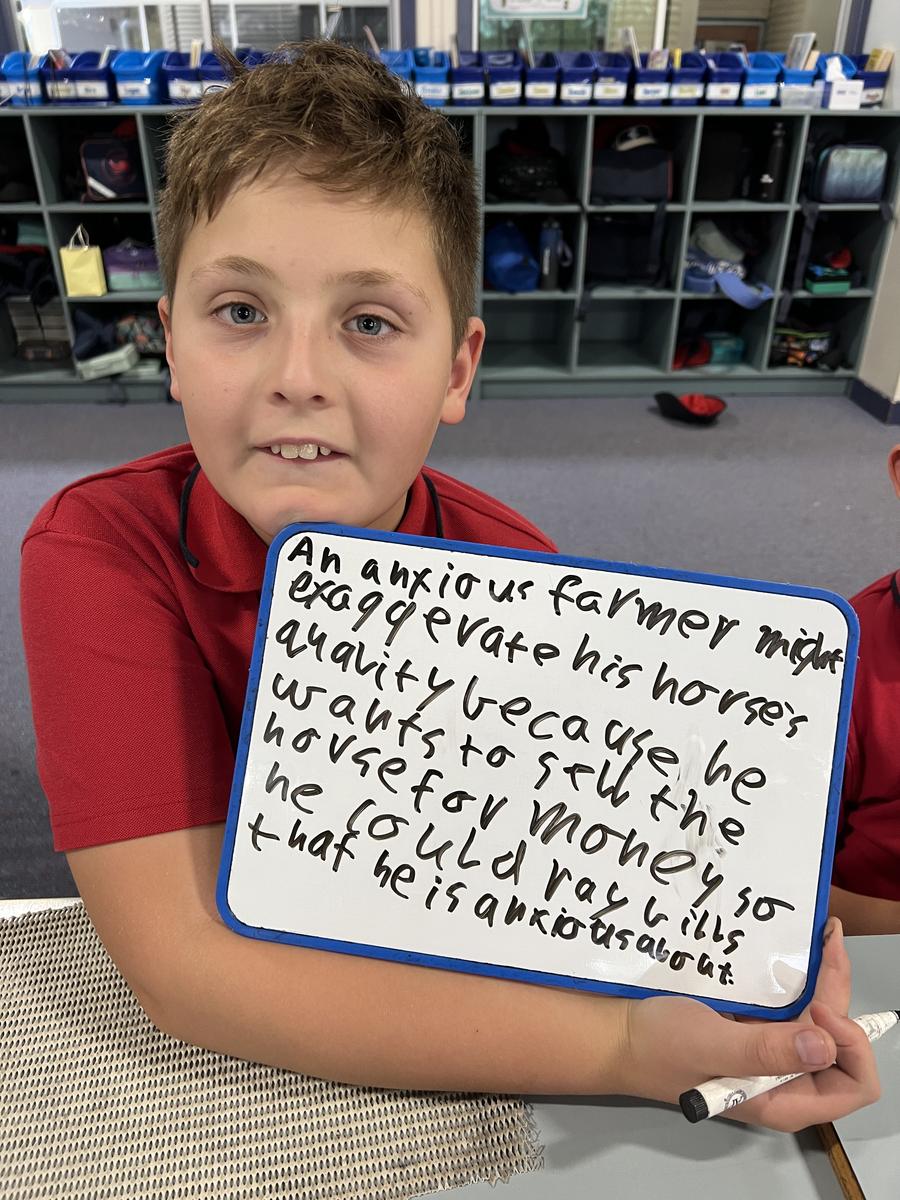 An anxious farmer might
exaggerate his horse's
quality because he
wants to sell the
horse for money so
he could pay bills
that he is anxious about.